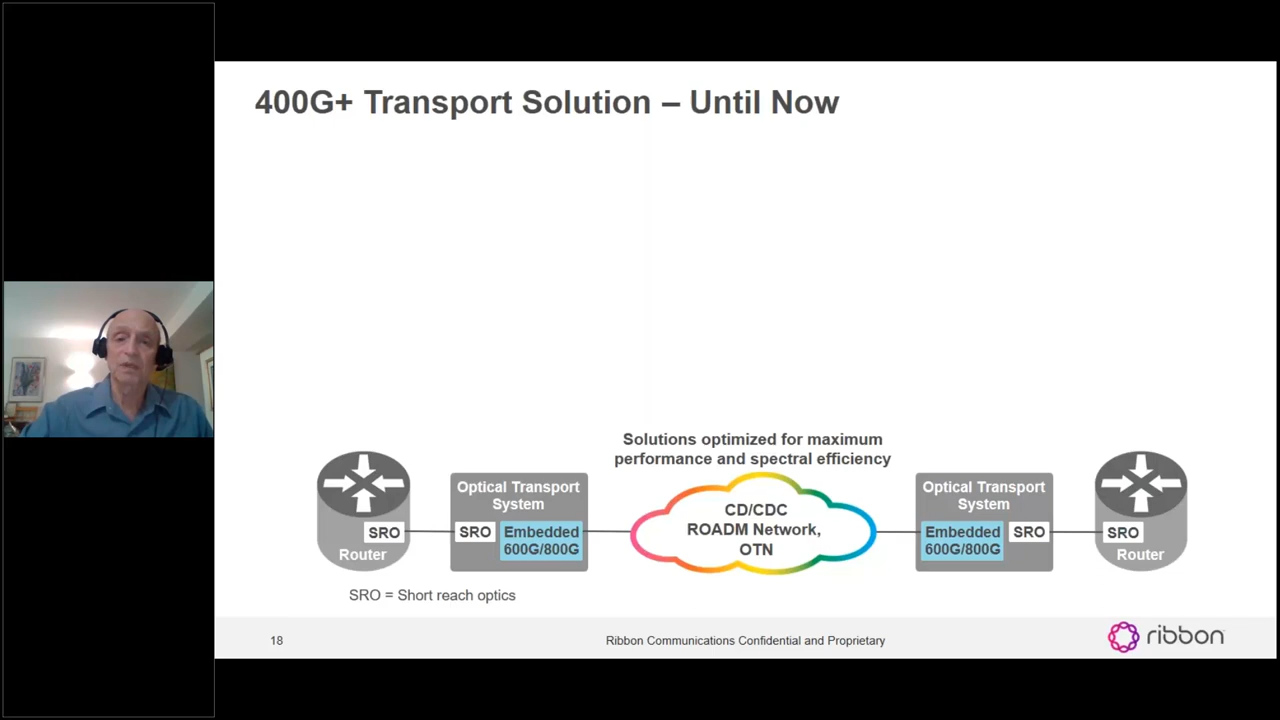 400G+ Transport Solution – Until Now
Solutions optimized for maximum
performance and spectral efficiency
SRO
Router
Optical Transport
System
SRO
Embedded
600G/800G
CD/CDC
ROADM Network,
OTN
Optical Transport
System
Embedded
600G/800G
SRO
SRO
Router
SRO = Short reach optics
18
Ribbon Communications Confidential and Proprietary
ribbon